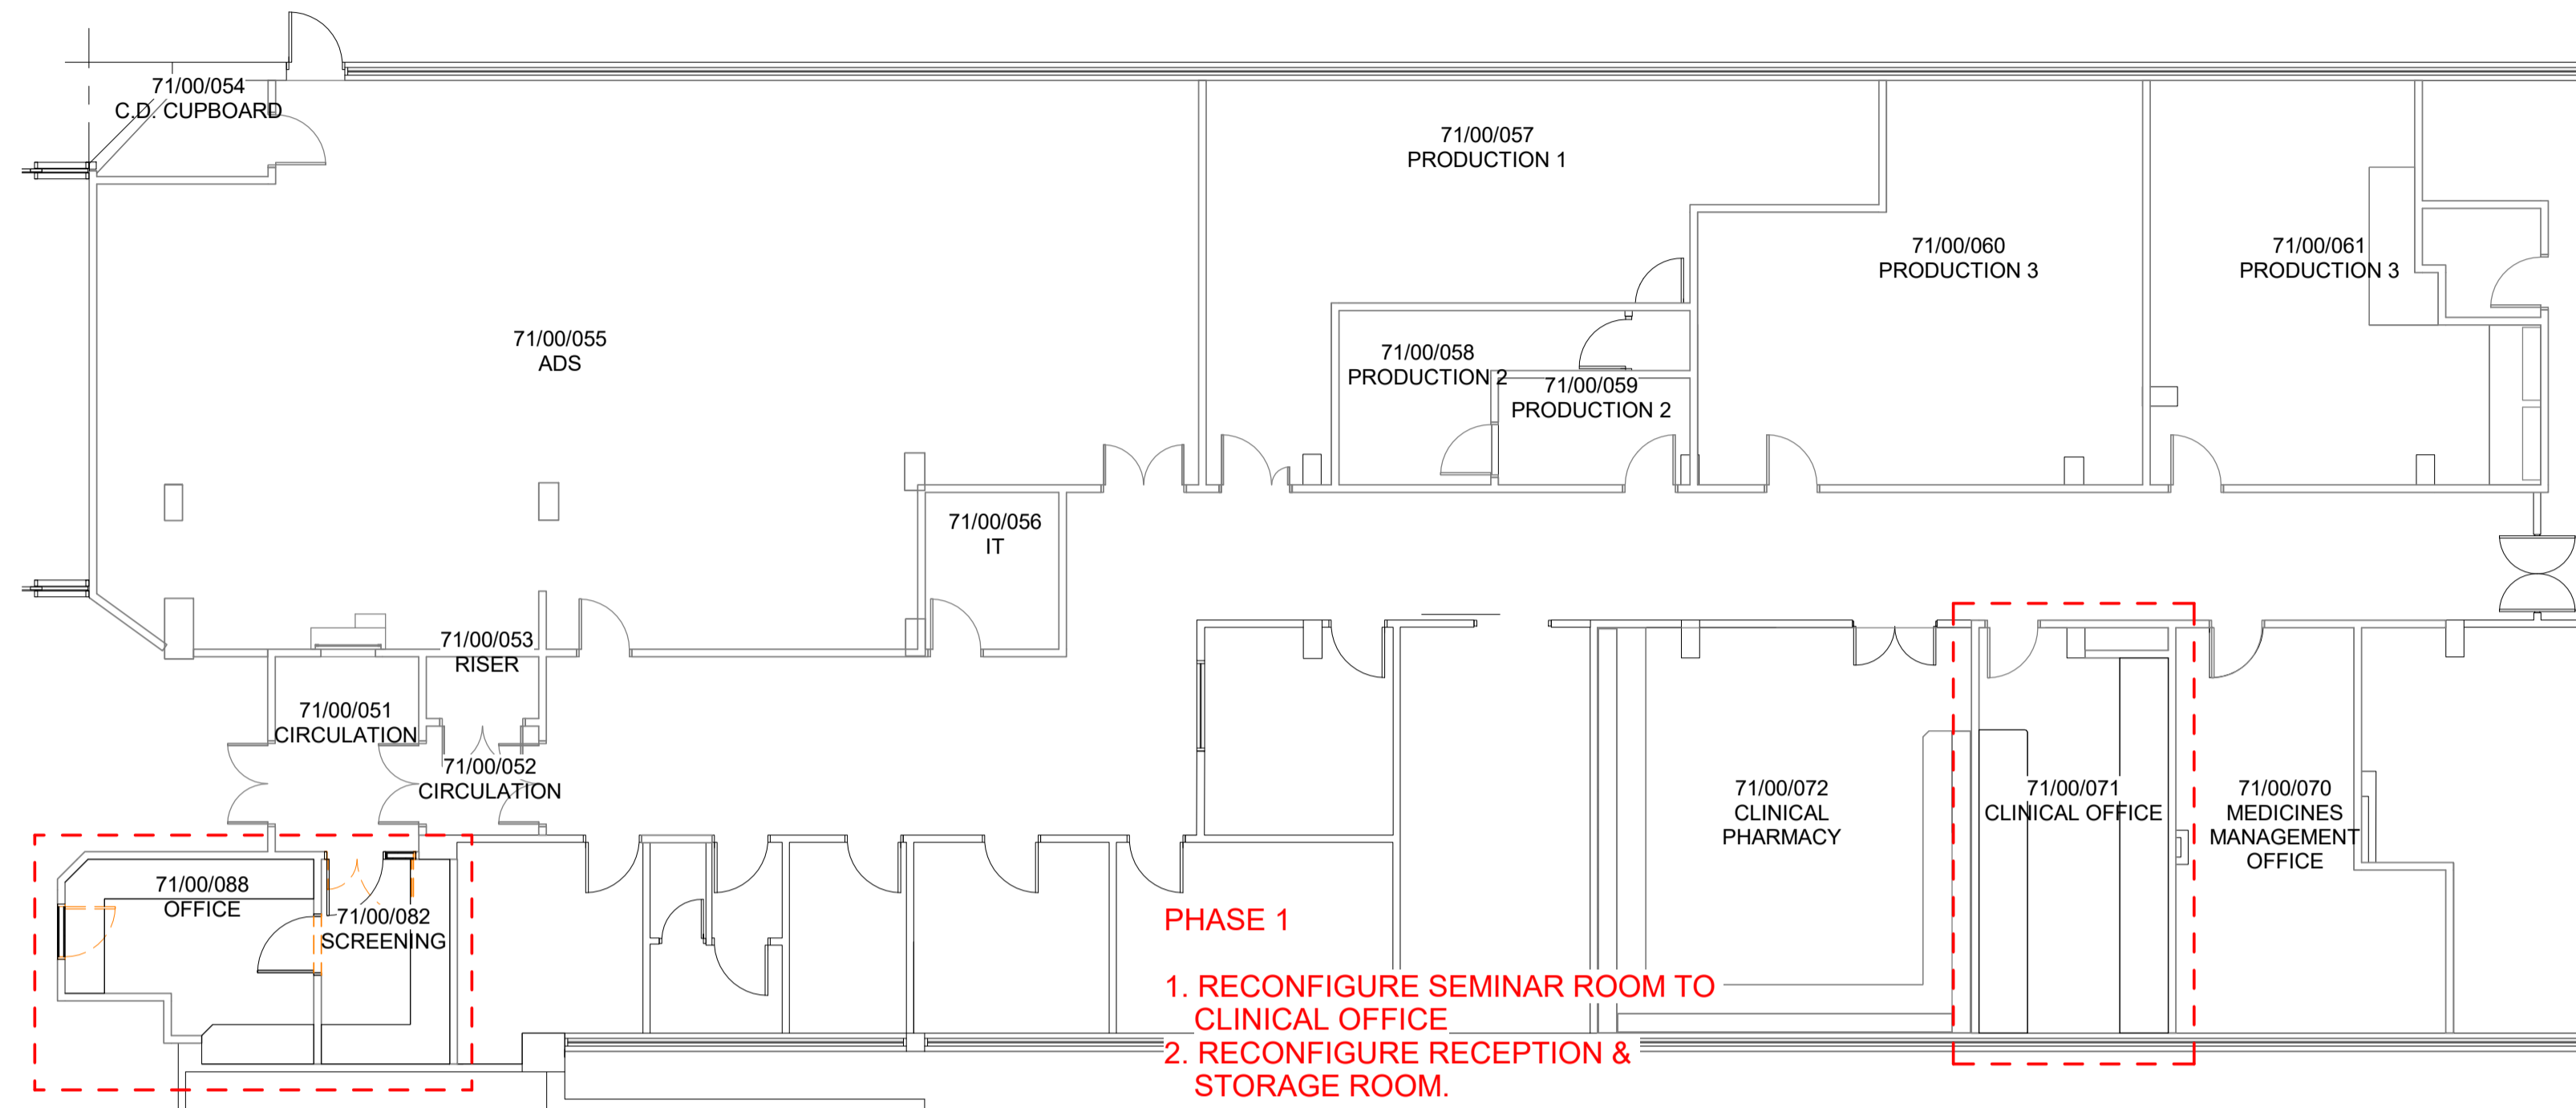 71/00/054
C.D. CUPBOARD
71/00/057
PRODUCTION 1
71/00/060
PRODUCTION 3
71/00/061
PRODUCTION 3
71/00/055
ADS
71/00/058
PRODUCTION 2
71/00/059
PRODUCTION 2
71/00/056
IT
71/00/053
RISER
71/00/051
CIRCULATION
71/00/052
CIRCULATION
71/00/072
CLINICAL
PHARMACY
71/00/071
CLINICAL OFFICE
71/00/070
MEDICINES
MANAGEMENT
OFFICE
71/00/088
OFFICE
71/00/082
SCREENING
PHASE 1
1. RECONFIGURE SEMINAR ROOM TO
CLINICAL OFFICE
2. RECONFIGURE RECEPTION &
STORAGE ROOM.